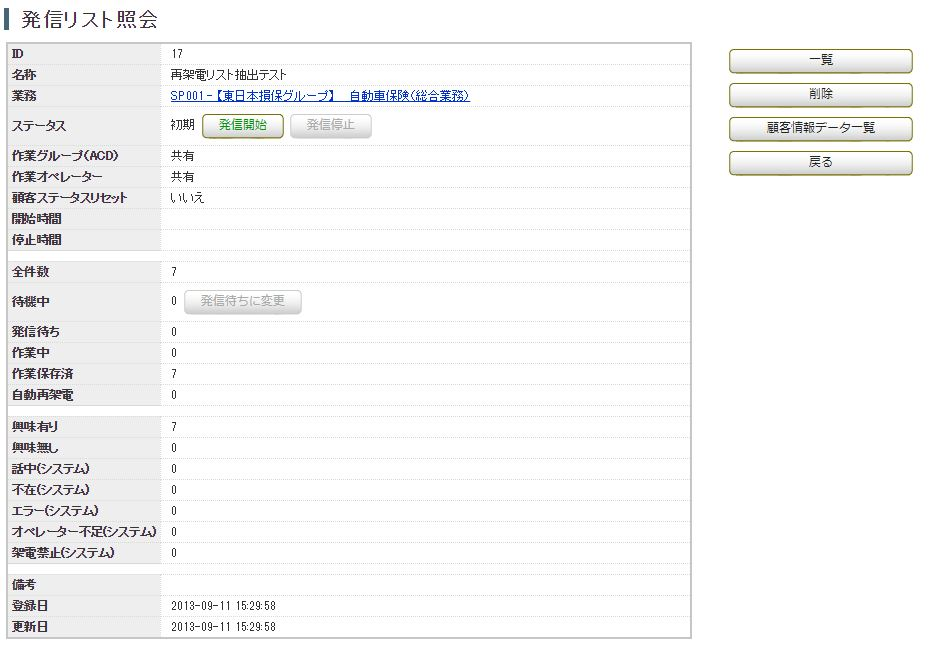 発信リスト照会
ID 17
名称 再架電リスト抽出テスト
業務 SP001-【東日本損保グループ】 自動車保険(総合業務)
ステータス 初期 発信開始 発信停止
作業グループ(ACD) 共有
作業オペレーター 共有
顧客ステータスリセット いいえ
開始時間
停止時間
全件数 7
待機中 0 発信待ちに変更
発信待ち 0
作業中 0
作業保存済 7
自動再架電 0
興味有り 7
興味無し 0
話中(システム) 0
不在(システム) 0
エラー(システム) 0
オペレーター不足(システム) 0
架電禁止(システム) 0
備考
登録日 2013-09-11 15:29:58
更新日 2013-09-11 15:29:58
一覧
削除
顧客情報データ一覧
戻る